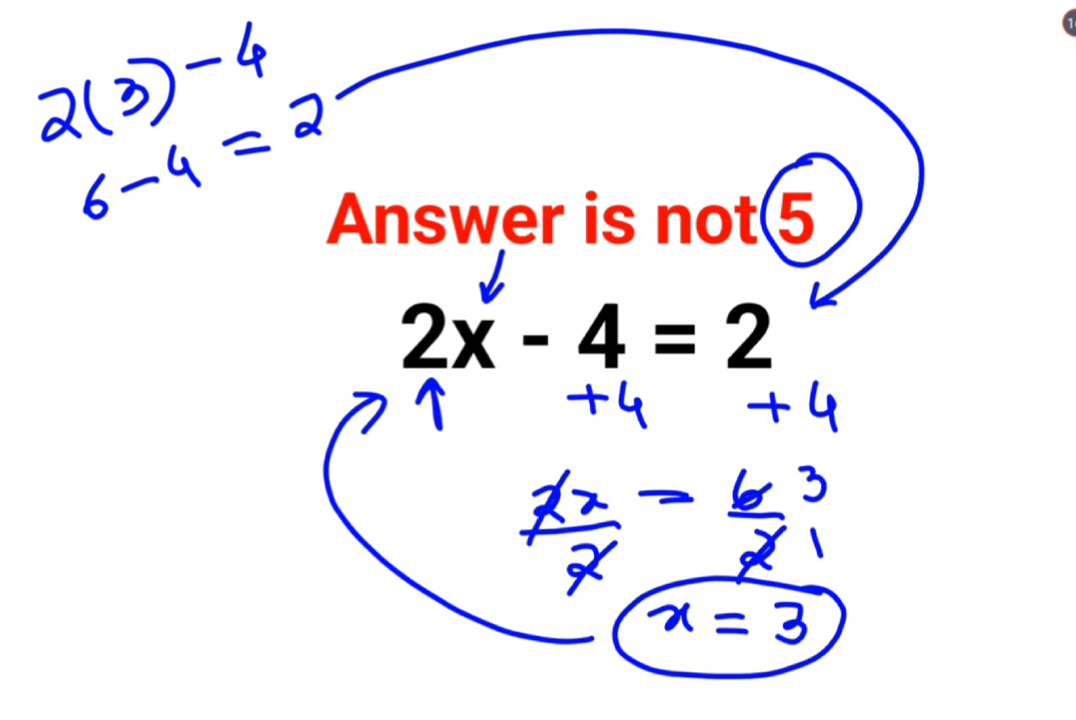 2(3) - 4
6 - 4 = 2
Answer is not 5
2x - 4 = 2
+4 +4
2x = 6 3
2 2 1
x = 3